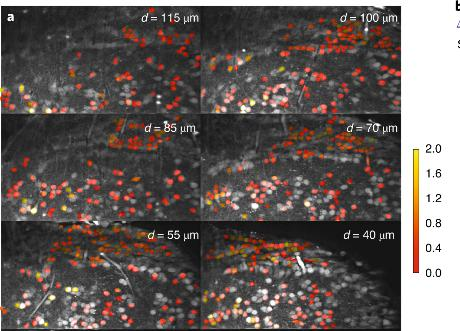 a
d = 115 μm
d = 100 μm
d = 85 μm
d = 70 μm
d = 55 μm
d = 40 μm
2.0
1.6
1.2
0.8
0.4
0.0
b